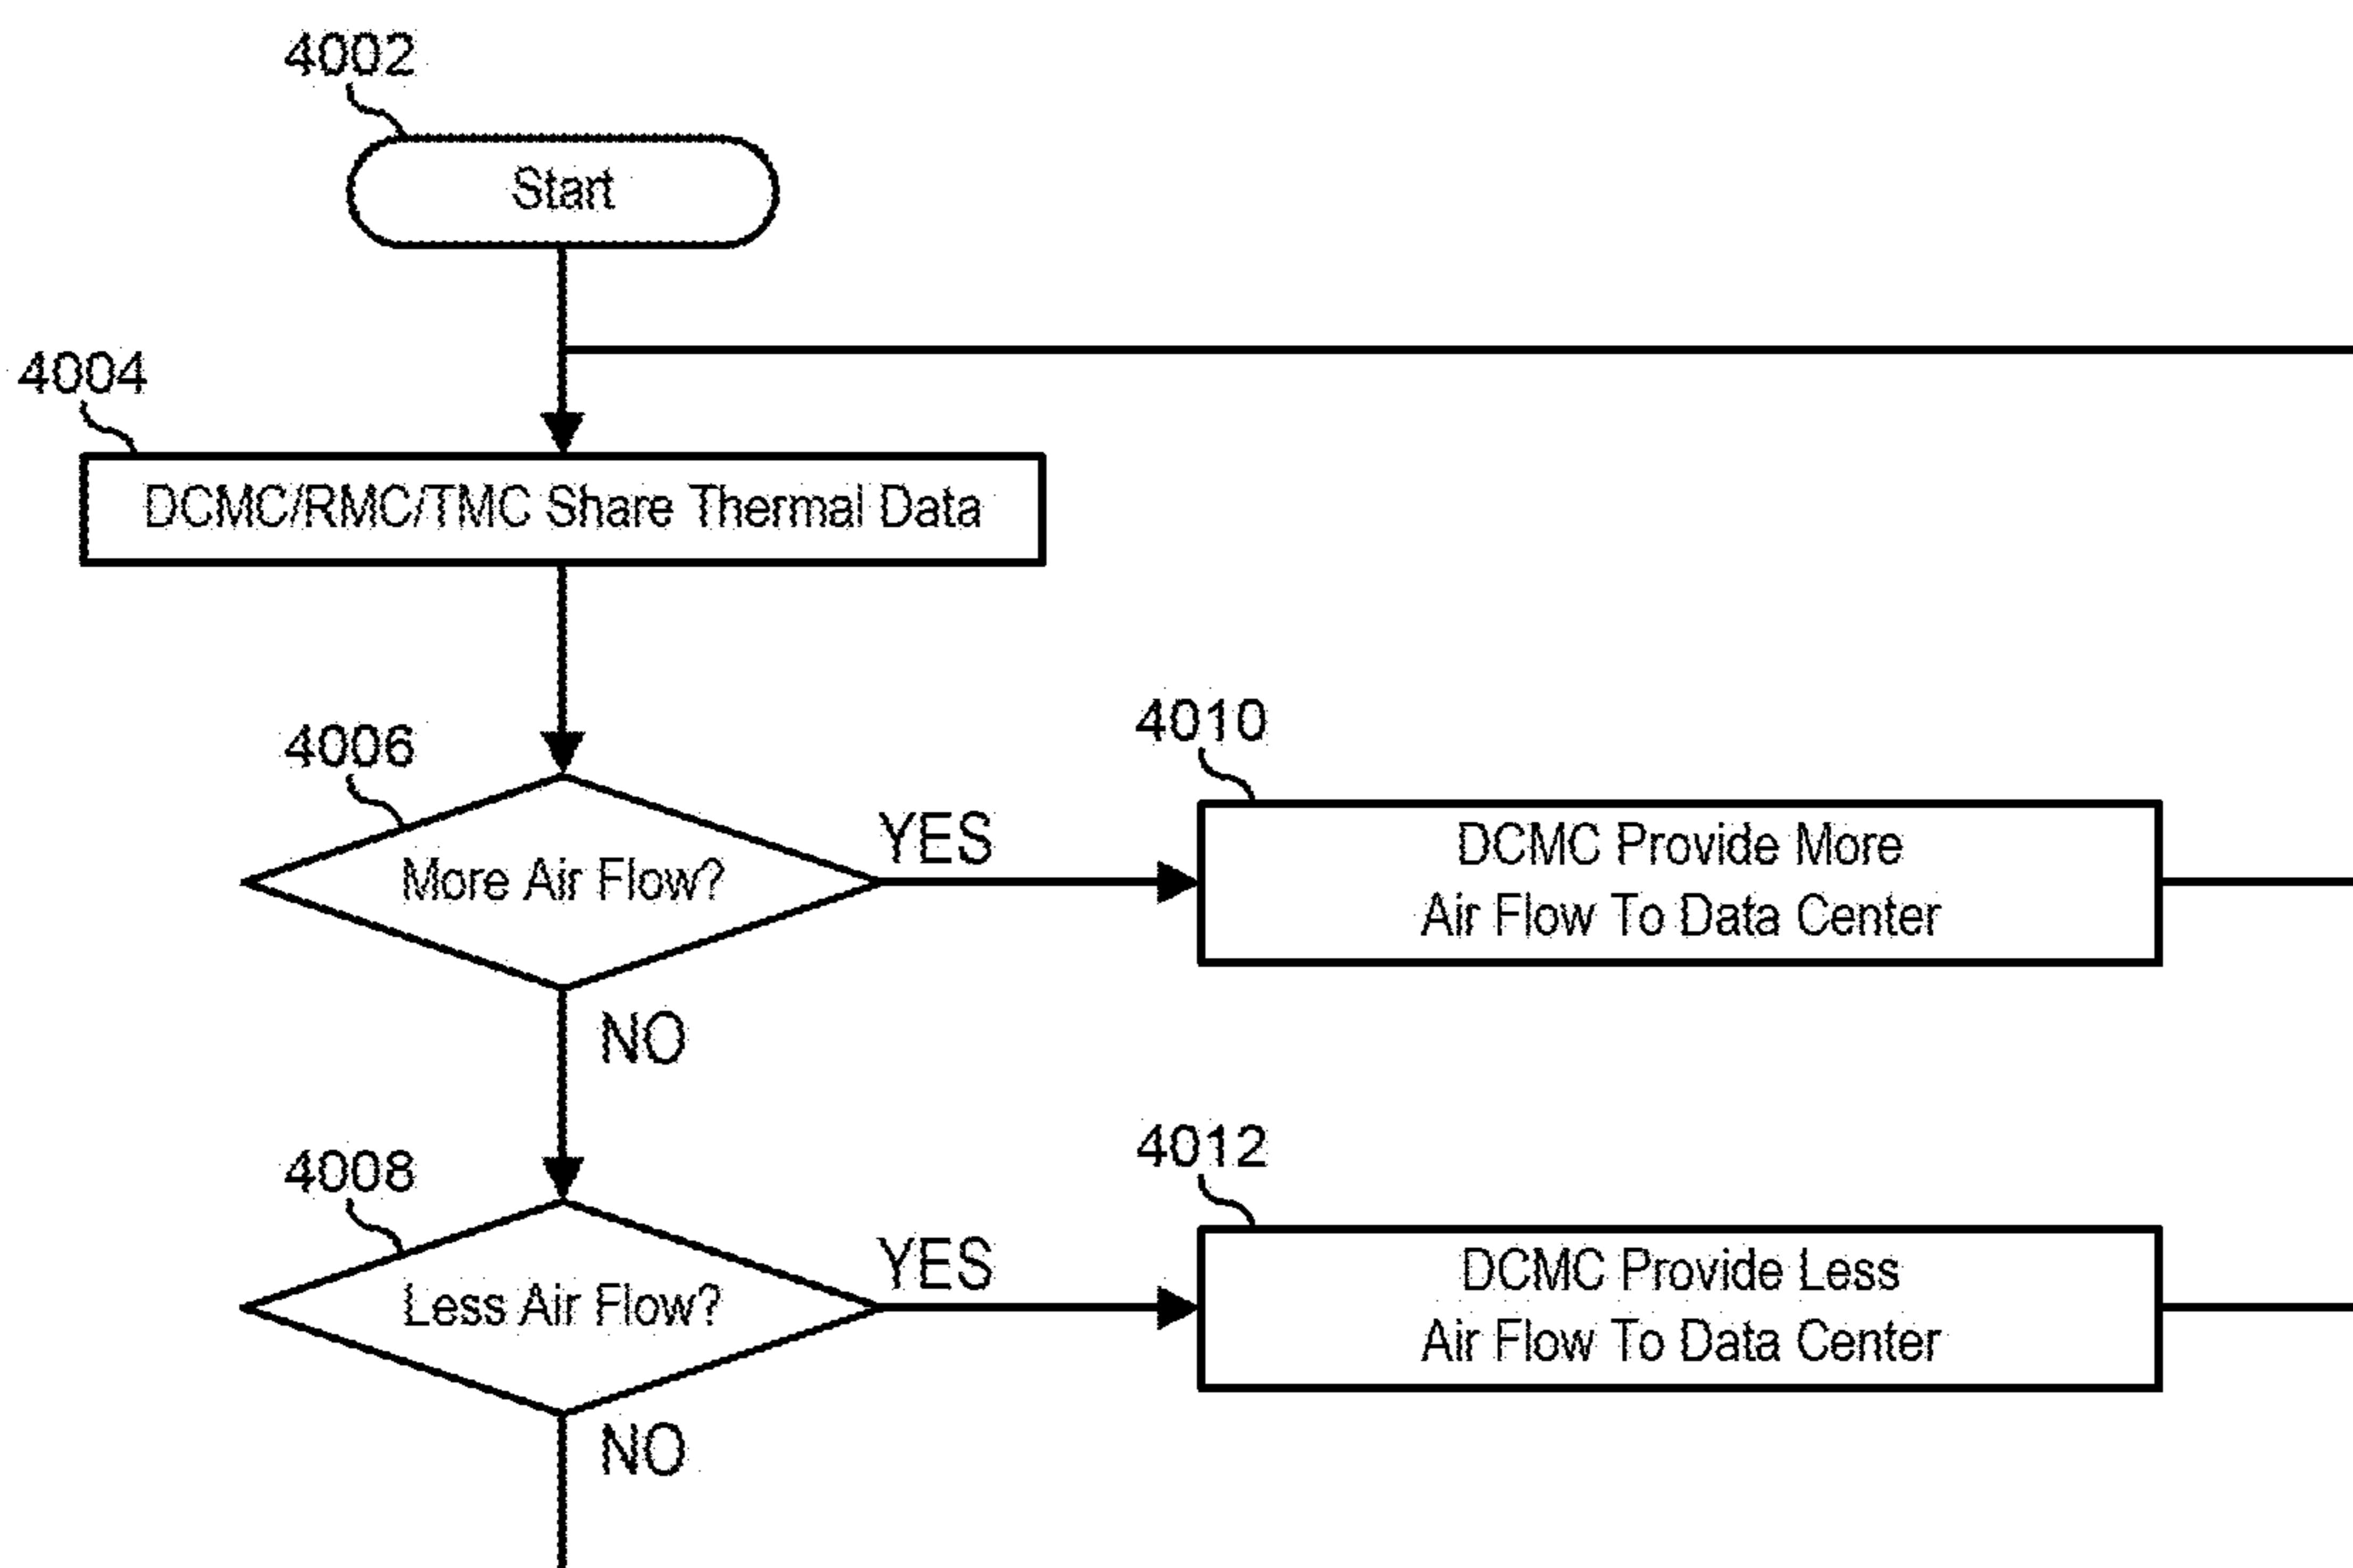 4002
Start
4004
DCMC/RMC/TMC Share Thermal Data
4006
More Air Flow?
YES
4010
DCMC Provide More
Air Flow To Data Center
NO
4008
Less Air Flow?
YES
4012
DCMC Provide Less
Air Flow To Data Center
NO